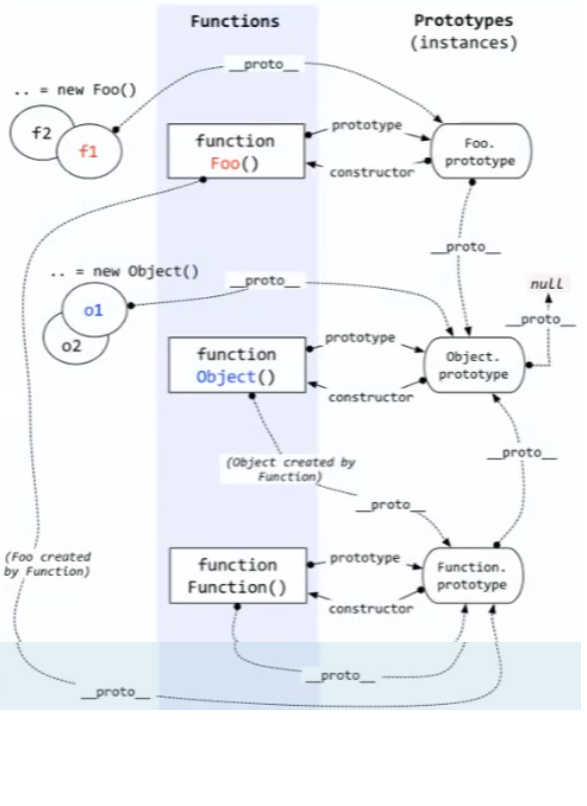 Functions
Prototypes
(instances)
__proto__
.. = new Foo()
f2
f1
function
Foo()
prototype
constructor
Foo.
prototype
__proto__
.. = new Object()
__proto__
null
__proto__
o1
o2
function
Object()
prototype
constructor
Object.
prototype
(Object created by
Function)
__proto__
__proto__
(Foo created
by Function)
function
Function()
prototype
constructor
Function.
prototype
__proto__
__proto__